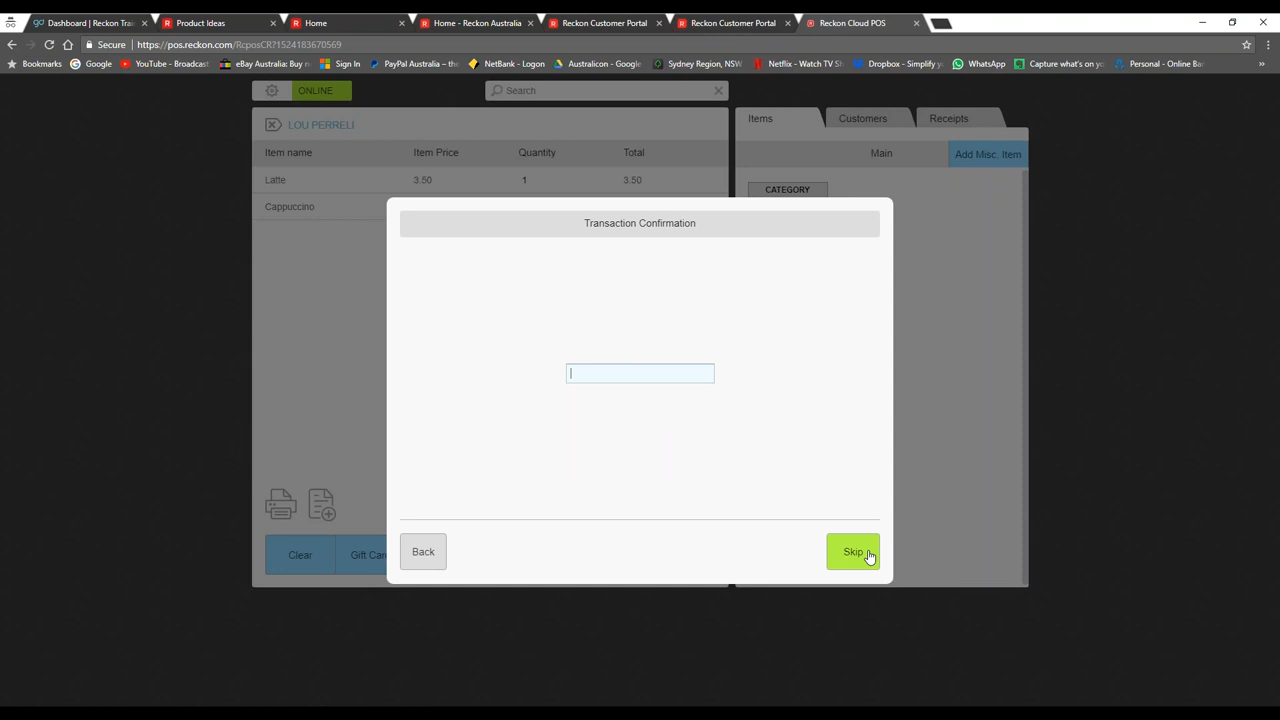 Dashboard | Reckon Trai
Product Ideas
Home
Home - Reckon Australia
Reckon Customer Portal
Reckon Customer Portal
Reckon Cloud POS
Secure
https://pos.reckon.com/RcposCR?1524183670569
Bookmarks
Google
YouTube - Broadcast
eBay Australia: Buy n
Sign In
PayPal Australia – the
NetBank - Logon
Australicon - Google
Sydney Region, NSW
Netflix - Watch TV Sh
Dropbox - Simplify yo
WhatsApp
Capture what's on yo
Personal - Online Ban
»
ONLINE
Search
LOU PERRELI
Item name Item Price Quantity Total
Latte 3.50 1 3.50
Cappuccino
Items
Customers
Receipts
Main
Add Misc. Item
CATEGORY
Transaction Confirmation
Back
Skip
Clear
Gift Card